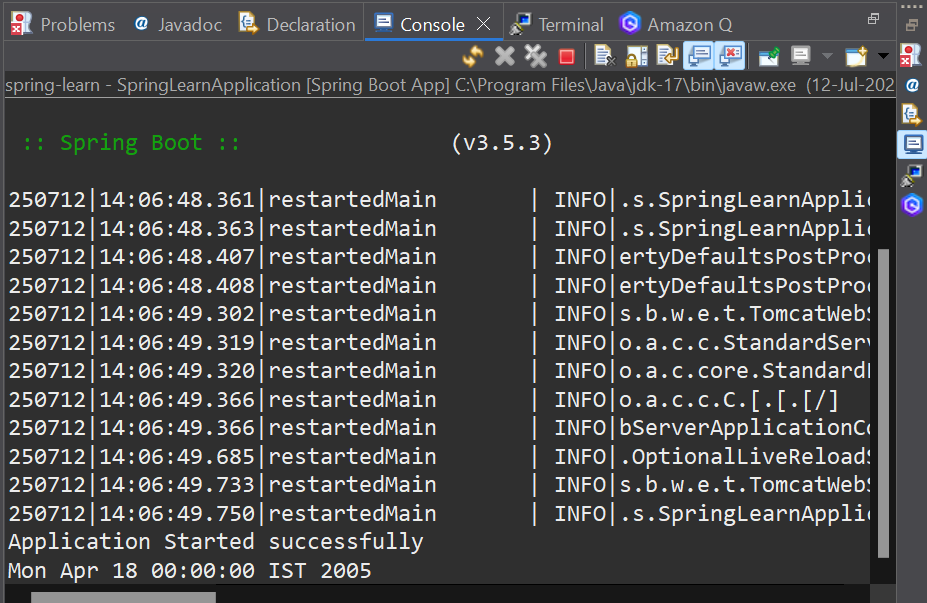 Problems @ Javadoc Declaration Console Terminal Amazon Q
spring-learn - SpringLearnApplication [Spring Boot App] C:\Program Files\Java\jdk-17\bin\javaw.exe (12-Jul-202
:: Spring Boot :: (v3.5.3)
250712|14:06:48.361|restartedMain | INFO|.s.SpringLearnApplic
250712|14:06:48.363|restartedMain | INFO|.s.SpringLearnApplic
250712|14:06:48.407|restartedMain | INFO|ertyDefaultsPostProc
250712|14:06:48.408|restartedMain | INFO|ertyDefaultsPostProc
250712|14:06:49.302|restartedMain | INFO|s.b.w.e.t.TomcatWebS
250712|14:06:49.319|restartedMain | INFO|o.a.c.c.StandardServ
250712|14:06:49.320|restartedMain | INFO|o.a.c.core.StandardE
250712|14:06:49.366|restartedMain | INFO|o.a.c.c.C.[.[.[/]
250712|14:06:49.366|restartedMain | INFO|bServerApplicationCo
250712|14:06:49.685|restartedMain | INFO|.OptionalLiveReloadS
250712|14:06:49.733|restartedMain | INFO|s.b.w.e.t.TomcatWebS
250712|14:06:49.750|restartedMain | INFO|.s.SpringLearnApplic
Application Started successfully
Mon Apr 18 00:00:00 IST 2005